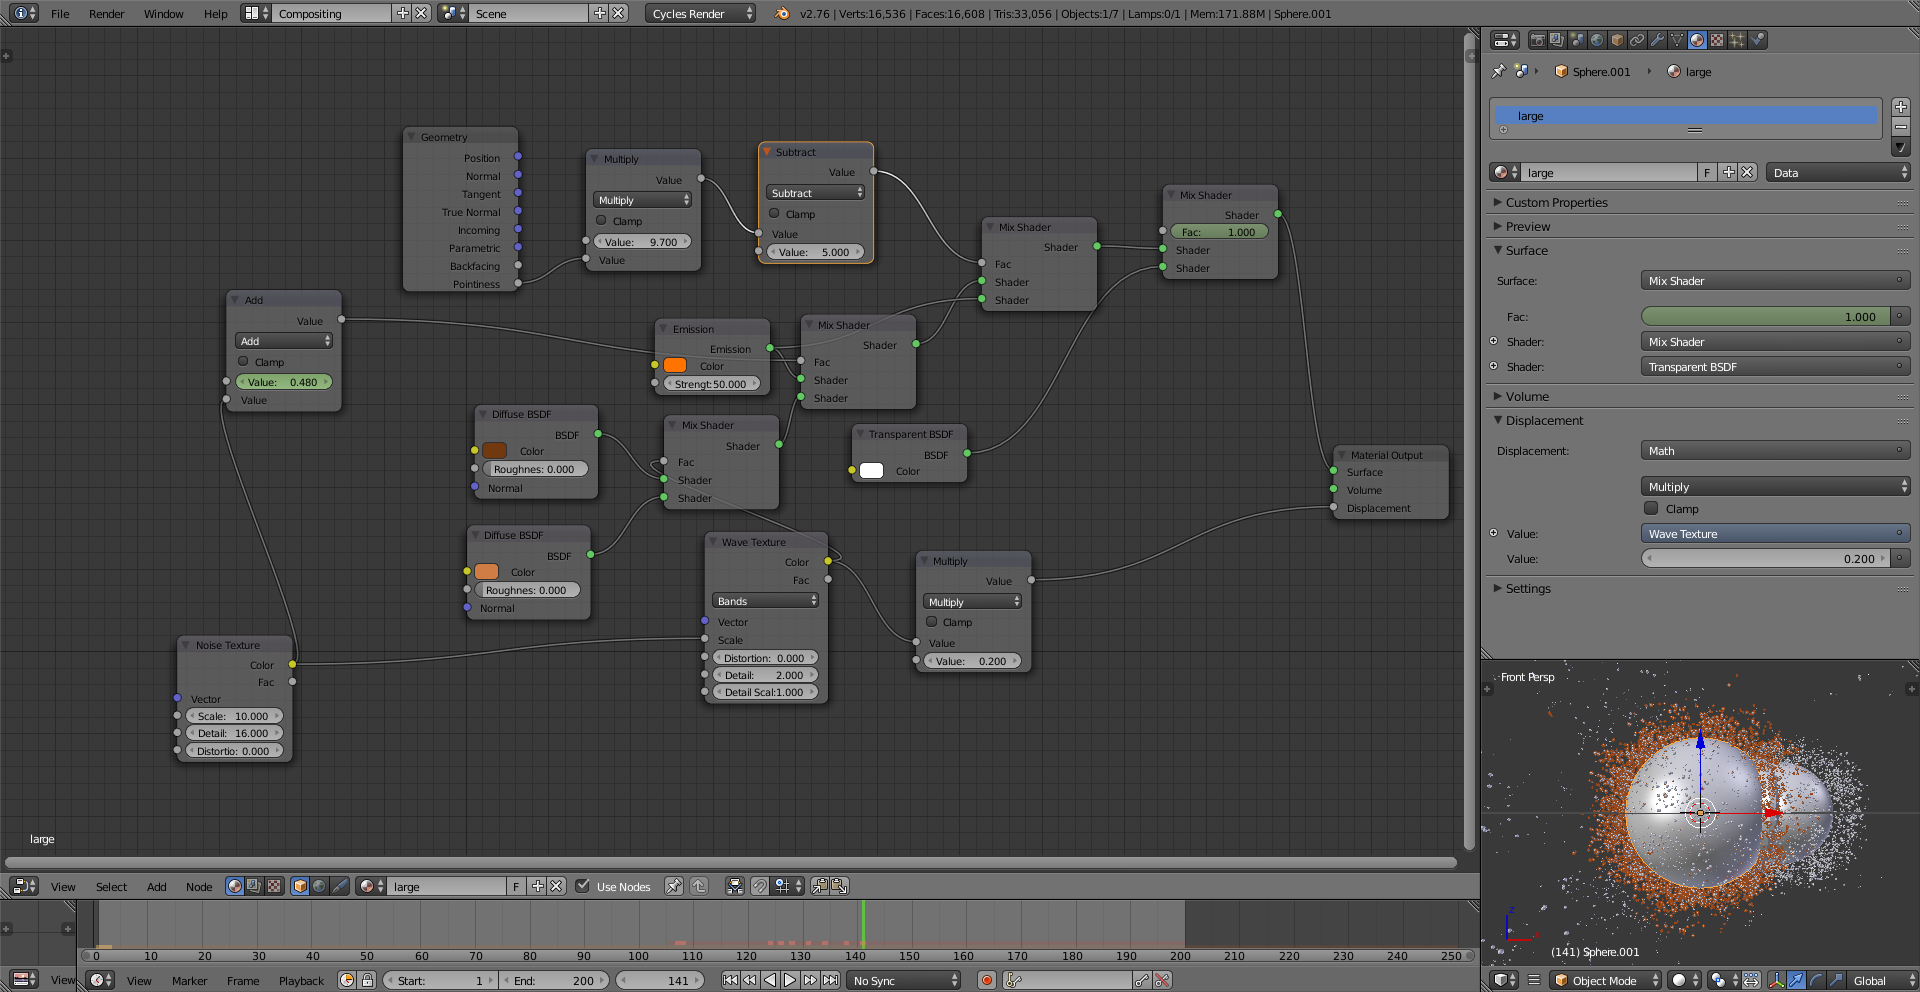 File Render Window Help Compositing Scene Cycles Render v2.76 | Verts:16,536 | Faces:16,608 | Tris:33,056 | Objects:1/7 | Lamps:0/1 | Mem:171.88M | Sphere.001
Geometry
Position
Normal
Tangent
True Normal
Incoming
Parametric
Backfacing
Pointiness
Multiply
Value
Multiply
Clamp
Value: 9.700
Value
Subtract
Value
Subtract
Clamp
Value
Value: 5.000
Mix Shader
Shader
Fac
Shader
Shader
Mix Shader
Shader
Fac: 1.000
Shader
Shader
Add
Value
Add
Clamp
Value: 0.480
Value
Emission
Emission
Color
Strengt:50.000
Mix Shader
Shader
Fac
Shader
Shader
Diffuse BSDF
BSDF
Color
Roughnes: 0.000
Normal
Mix Shader
Shader
Fac
Shader
Shader
Transparent BSDF
BSDF
Color
Material Output
Surface
Volume
Displacement
Diffuse BSDF
BSDF
Color
Roughnes: 0.000
Normal
Wave Texture
Color
Fac
Bands
Vector
Scale
Distortion: 0.000
Detail: 2.000
Detail Scal:1.000
Multiply
Value
Multiply
Clamp
Value
Value: 0.200
Noise Texture
Color
Fac
Vector
Scale: 10.000
Detail: 16.000
Distortio: 0.000
large
View Select Add Node large F Use Nodes
0 10 20 30 40 50 60 70 80 90 100 110 120 130 140 150 160 170 180 190 200 210 220 230 240 250
View View Marker Frame Playback Start: 1 End: 200 141 No Sync
Sphere.001 large
large
large F Data
Custom Properties
Preview
Surface
Surface: Mix Shader
Fac: 1.000
Shader: Mix Shader
Shader: Transparent BSDF
Volume
Displacement
Displacement: Math
Multiply
Clamp
Value: Wave Texture
Value: 0.200
Settings
Front Persp
Z
(141) Sphere.001
Object Mode Global